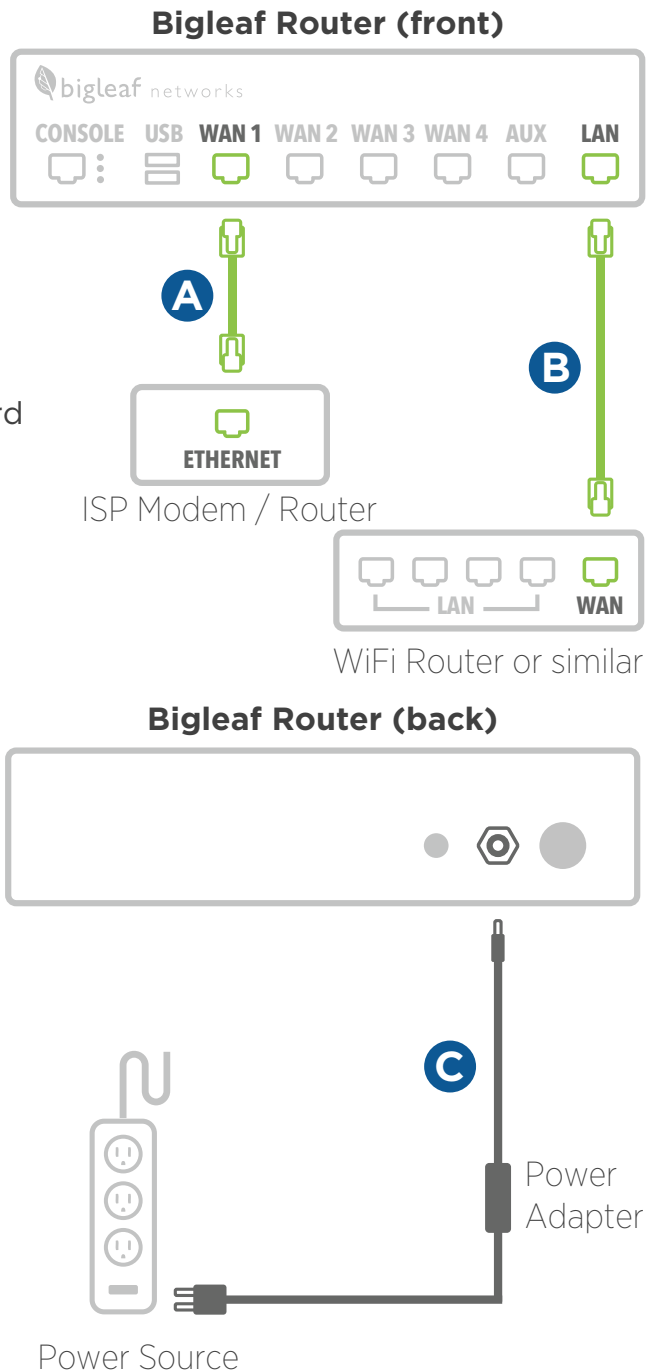 Bigleaf Router (front)
bigleaf networks
CONSOLE USB WAN 1 WAN 2 WAN 3 WAN 4 AUX LAN
A
B
rd
ETHERNET
ISP Modem / Router
LAN WAN
WiFi Router or similar
Bigleaf Router (back)
C
Power
Adapter
Power Source